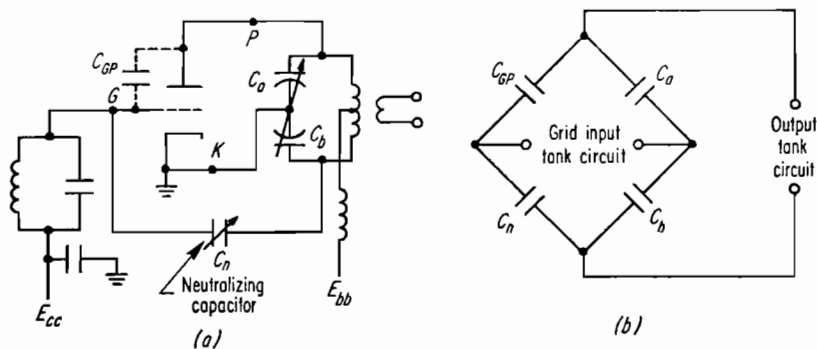 P
C_GP
C_a
G
K
C_b
C_n
Neutralizing
capacitor
E_cc
E_bb
(a)
C_GP
C_a
Grid input
tank circuit
Output
tank
circuit
C_n
C_b
(b)